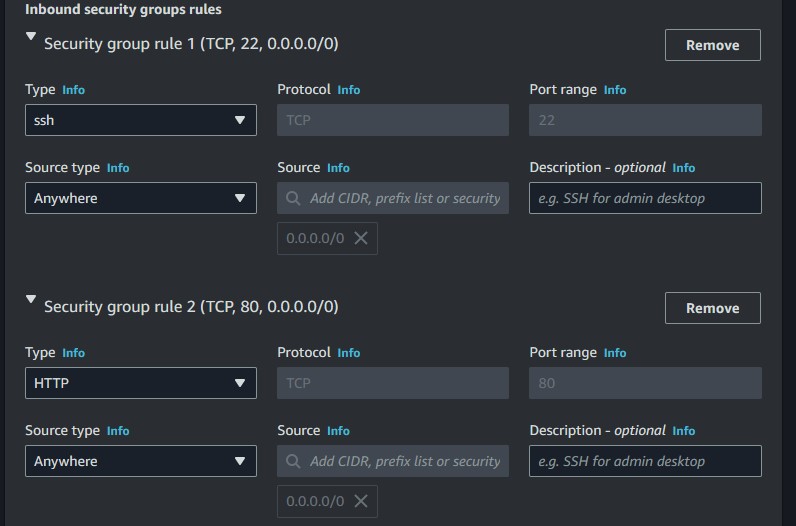 Inbound security groups rules
Security group rule 1 (TCP, 22, 0.0.0.0/0)
Remove
Type Info
Protocol Info
Port range Info
ssh
TCP
22
Source type Info
Source Info
Description - optional Info
Anywhere
Add CIDR, prefix list or security
e.g. SSH for admin desktop
0.0.0.0/0
Security group rule 2 (TCP, 80, 0.0.0.0/0)
Remove
Type Info
Protocol Info
Port range Info
HTTP
TCP
80
Source type Info
Source Info
Description - optional Info
Anywhere
Add CIDR, prefix list or security
e.g. SSH for admin desktop
0.0.0.0/0